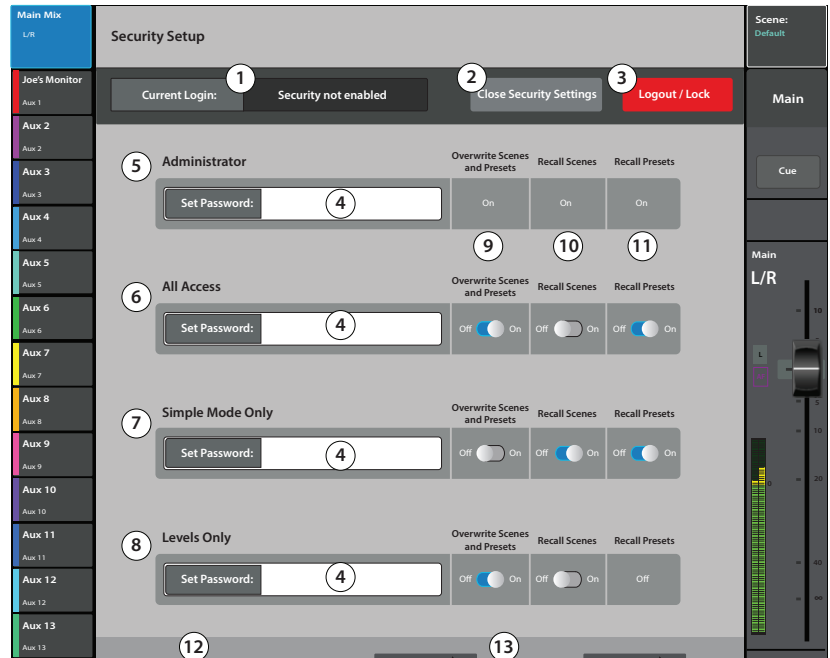 Main Mix
L/R
Joe's Monitor
Aux 1
Aux 2
Aux 2
Aux 3
Aux 3
Aux 4
Aux 4
Aux 5
Aux 5
Aux 6
Aux 6
Aux 7
Aux 7
Aux 8
Aux 8
Aux 9
Aux 9
Aux 10
Aux 10
Aux 11
Aux 11
Aux 12
Aux 12
Aux 13
Aux 13
Security Setup
1
2
3
Current Login: Security not enabled Close Security Settings Logout / Lock
5 Administrator Overwrite Scenes and Presets Recall Scenes Recall Presets
Set Password: 4 On On On
9 10 11
6 All Access Overwrite Scenes and Presets Recall Scenes Recall Presets
Set Password: 4 Off On Off On Off On
7 Simple Mode Only Overwrite Scenes and Presets Recall Scenes Recall Presets
Set Password: 4 Off On Off On Off On
8 Levels Only Overwrite Scenes and Presets Recall Scenes Recall Presets
Set Password: 4 Off On Off On Off
12 13
Scene:
Default
Main
Cue
Main
L/R
10
L
5
10
20
0
40
∞